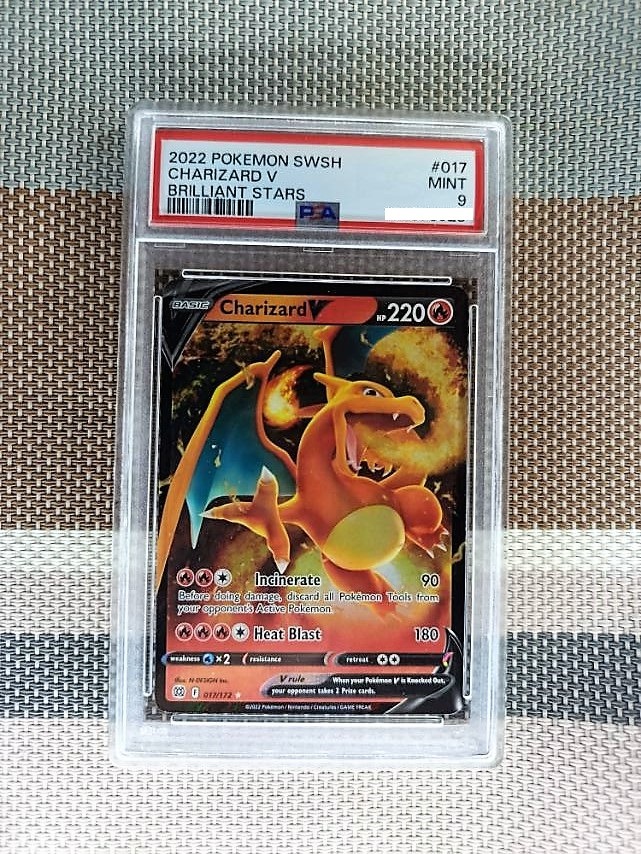 2022 POKEMON SWSH #017
CHARIZARD V MINT
BRILLIANT STARS 9
PSA
BASIC Charizard V HP 220
Incinerate 90
Before doing damage, discard all Pokémon Tools from
your opponent's Active Pokémon.
Heat Blast 180
weakness ×2 resistance retreat
V rule When your Pokémon V is Knocked Out,
your opponent takes 2 Prize cards.
Illus. N-DESIGN Inc.
F 017/172
©2022 Pokémon / Nintendo / Creatures / GAME FREAK